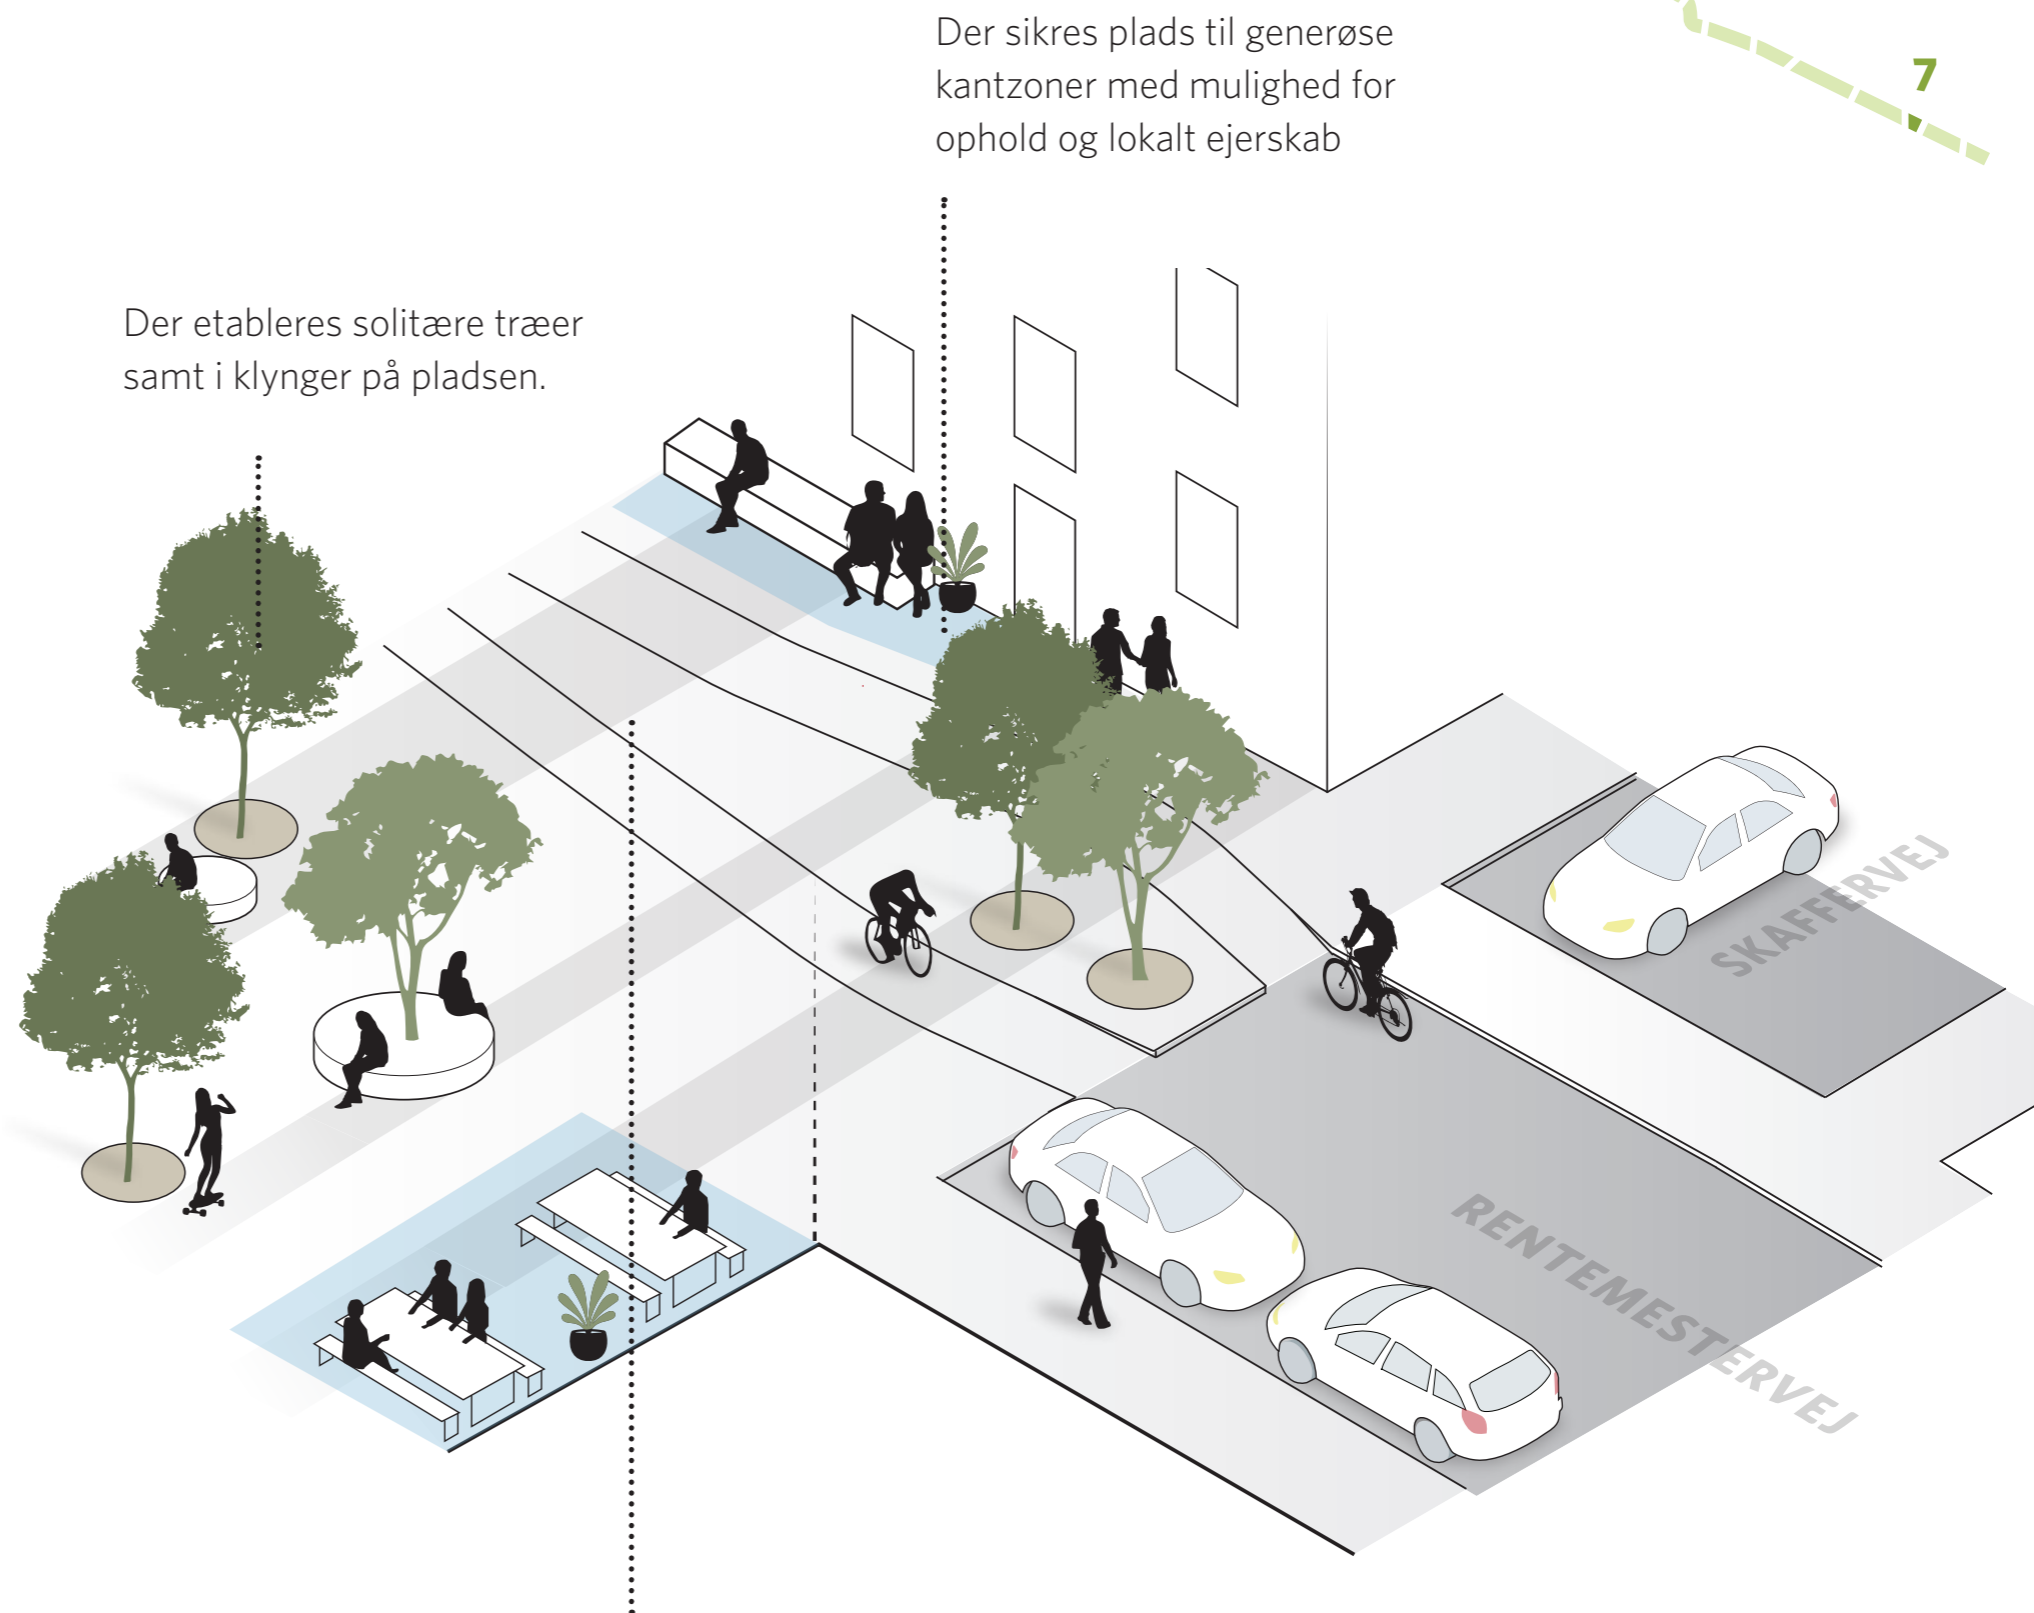 Der sikres plads til generøse
kantzoner med mulighed for
ophold og lokalt ejerskab
7
Der etableres solitære træer
samt i klynger på pladsen.
SKAFFERVEJ
RENTEMESTERVEJ